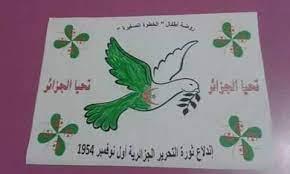 روضة أطفال " الخطوة الصغيرة "
تحيا الجزائر
تحيا الجزائر
إندلاع ثورة التحرير الجزائرية أول نوفمبر 1954